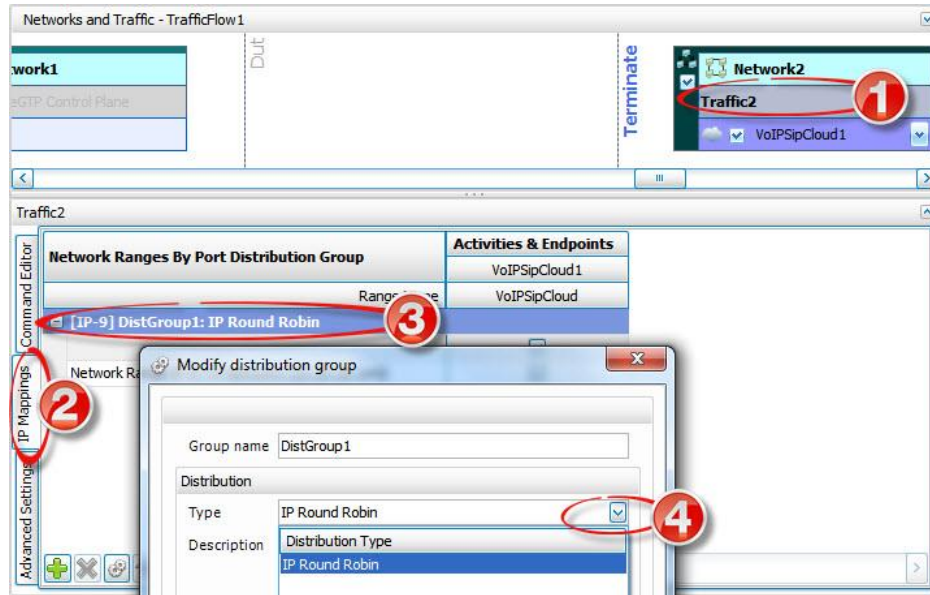 Networks and Traffic - TrafficFlow1
Dut
Terminate
work1
eGTP Control Plane
Network2
Traffic2
1
VoIPSipCloud1
Traffic2
Command Editor
IP Mappings
Advanced Settings
Network Ranges By Port Distribution Group
Activities & Endpoints
VoIPSipCloud1
Range
VoIPSipCloud
[IP-9] DistGroup1: IP Round Robin
3
Network Ra
2
Modify distribution group
x
Group name DistGroup1
Distribution
Type IP Round Robin
4
Description Distribution Type
IP Round Robin